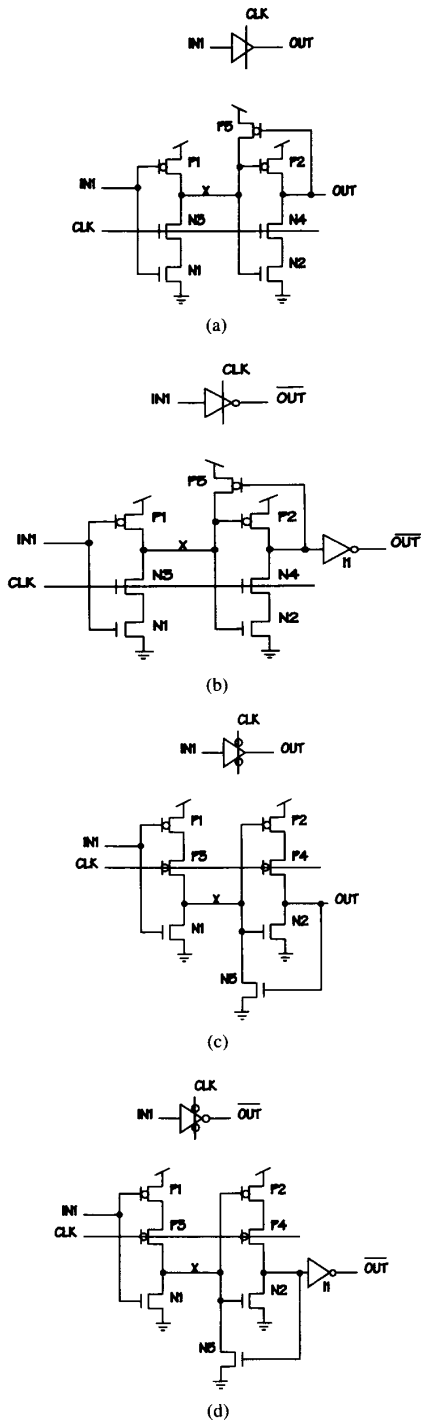 CLK
IN1 OUT
P5
P1 P2
IN1
X OUT
CLK N3 N4
N1 N2
(a)
CLK
IN1 OUT
P5
P1 P2
IN1 OUT
X
I1
CLK N3 N4
N1 N2
(b)
CLK
IN1 OUT
P1 P2
IN1
CLK P3 P4
X OUT
N1 N2
N5
(c)
CLK
IN1 OUT
P1 P2
IN1
CLK P3 P4
X OUT
N1 N2 I1
N5
(d)